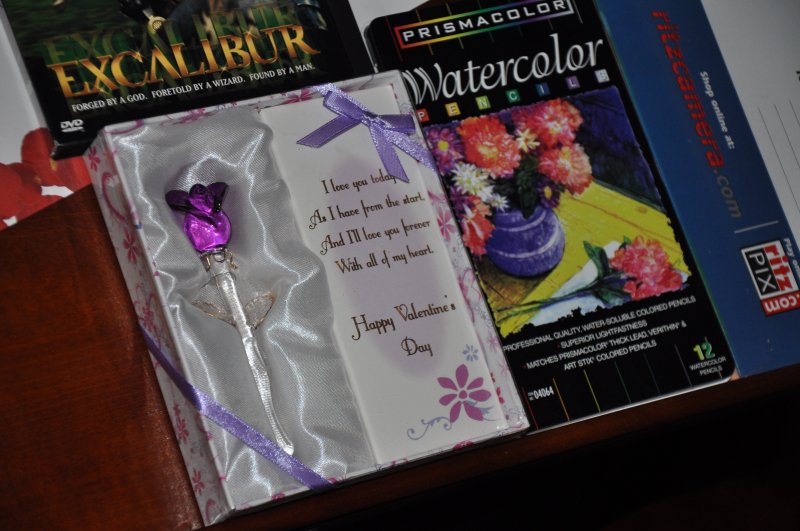 EXCALIBUR
EXCALIBUR
FORGED BY A GOD. FORETOLD BY A WIZARD. FOUND BY A MAN.
DVD
I love you today
As I have from the start,
And I'll love you forever
With all of my heart.
Happy Valentine's
Day
PRISMACOLOR
Watercolor
PENCILS
PROFESSIONAL QUALITY, WATER-SOLUBLE COLORED PENCILS
SUPERIOR LIGHTFASTNESS
MATCHES PRISMACOLOR THICK LEAD, VERITHIN &
ART STIX COLORED PENCILS
04064
12
WATERCOLOR
PENCILS
Shop online at:
ritzcamera.com
ritz
PIX
.com